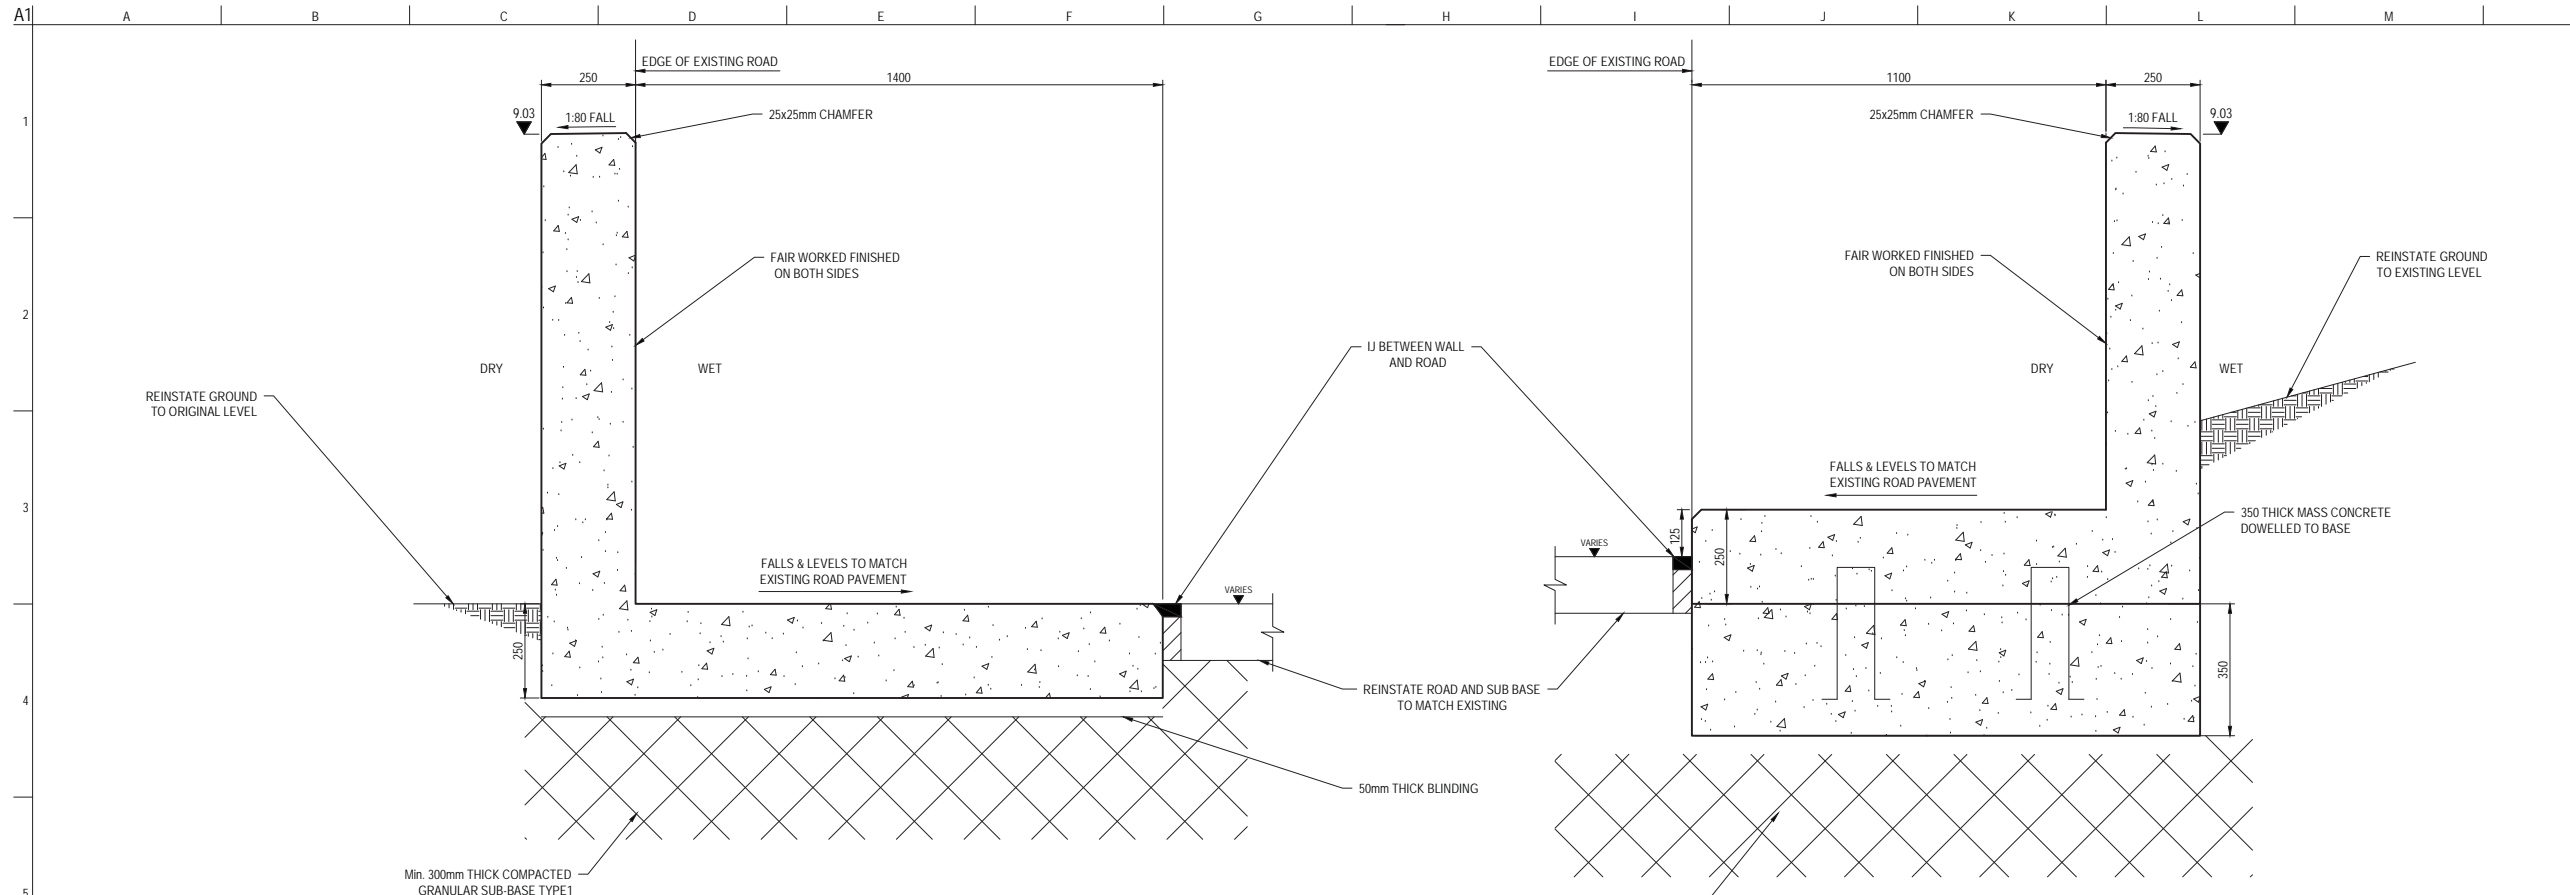 A1
A
B
C
D
E
F
G
H
I
J
K
L
M
1
2
3
4
5
EDGE OF EXISTING ROAD
250
1400
9.03
1:80 FALL
25x25mm CHAMFER
FAIR WORKED FINISHED
ON BOTH SIDES
DRY
WET
REINSTATE GROUND
TO ORIGINAL LEVEL
FALLS & LEVELS TO MATCH
EXISTING ROAD PAVEMENT
VARIES
250
IJ BETWEEN WALL
AND ROAD
REINSTATE ROAD AND SUB BASE
TO MATCH EXISTING
50mm THICK BLINDING
Min. 300mm THICK COMPACTED
GRANULAR SUB-BASE TYPE1
EDGE OF EXISTING ROAD
1100
250
25x25mm CHAMFER
1:80 FALL
9.03
FAIR WORKED FINISHED
ON BOTH SIDES
REINSTATE GROUND
TO EXISTING LEVEL
DRY
WET
FALLS & LEVELS TO MATCH
EXISTING ROAD PAVEMENT
350 THICK MASS CONCRETE
DOWELLED TO BASE
125
VARIES
250
350